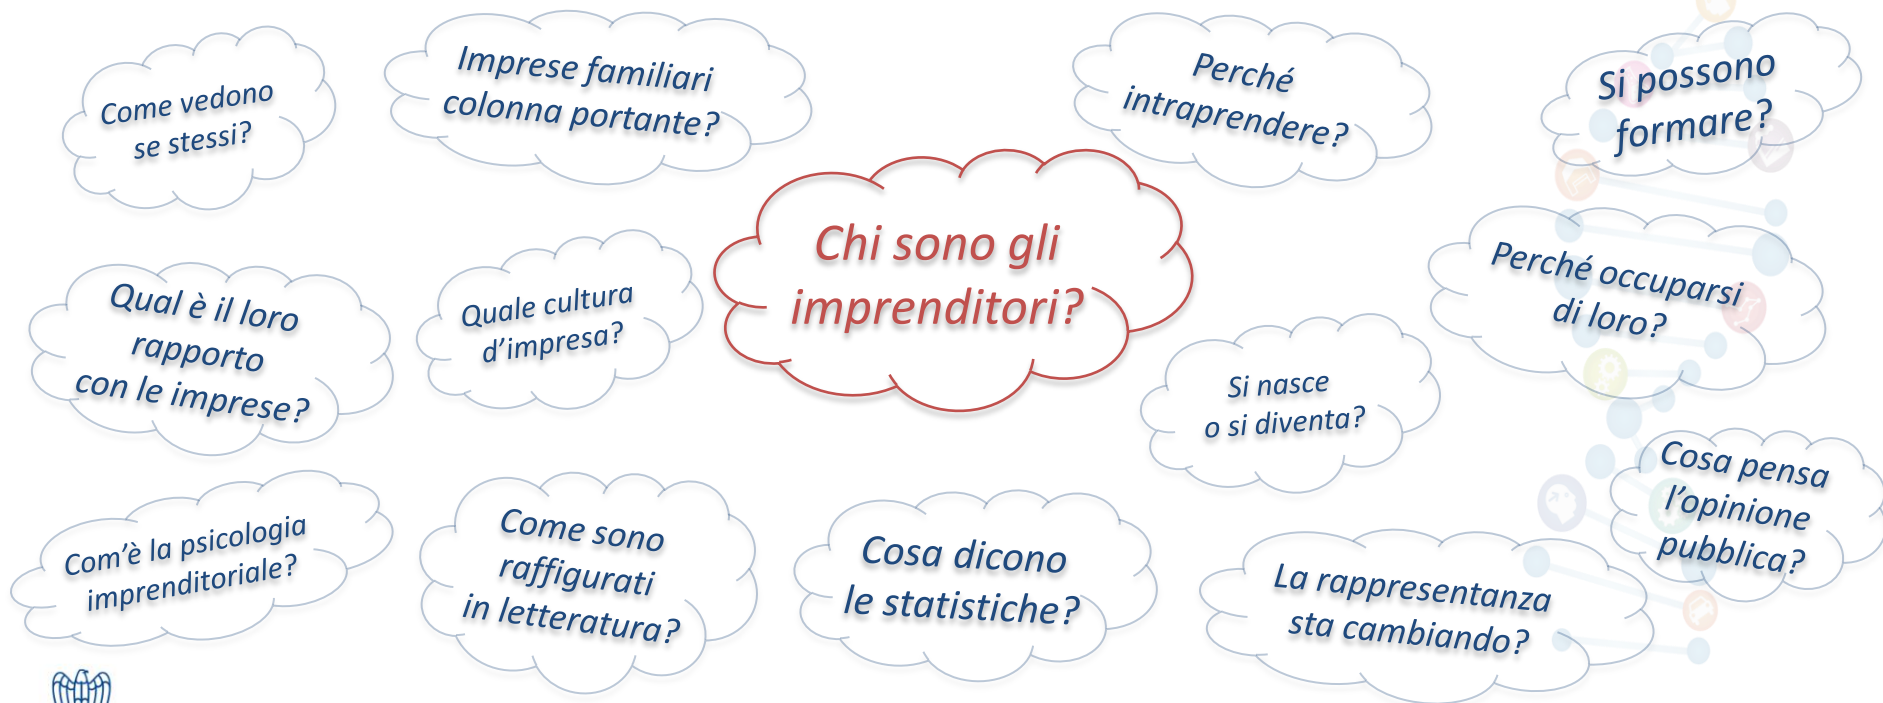 Come vedono
se stessi?
Imprese familiari
colonna portante?
Perché
intraprendere?
Si possono
formare?
Chi sono gli
imprenditori?
Qual è il loro
rapporto
con le imprese?
Quale cultura
d’impresa?
Perché occuparsi
di loro?
Si nasce
o si diventa?
Cosa pensa
l’opinione
pubblica?
Com’è la psicologia
imprenditoriale?
Come sono
raffigurati
in letteratura?
Cosa dicono
le statistiche?
La rappresentanza
sta cambiando?